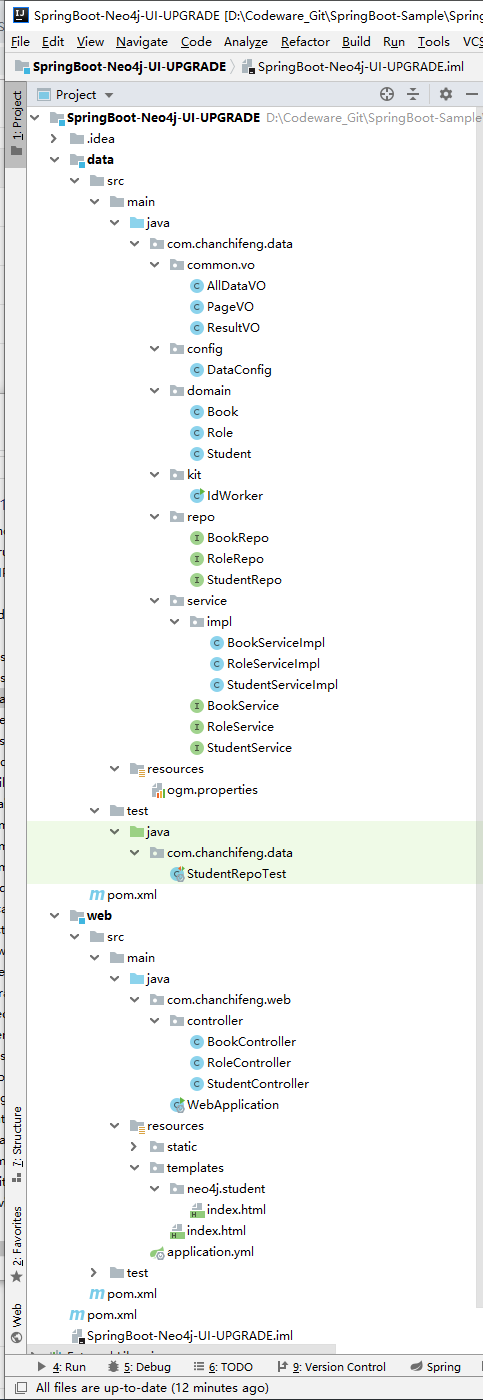 SpringBoot-Neo4j-UI-UPGRADE [D:\Codeware_Git\SpringBoot-Sample\Spring
File Edit View Navigate Code Analyze Refactor Build Run Tools VCS
SpringBoot-Neo4j-UI-UPGRADE SpringBoot-Neo4j-UI-UPGRADE.iml
1: Project
Project
SpringBoot-Neo4j-UI-UPGRADE D:\Codeware_Git\SpringBoot-Sample\
.idea
data
src
main
java
com.chanchifeng.data
common.vo
AllDataVO
PageVO
ResultVO
config
DataConfig
domain
Book
Role
Student
kit
IdWorker
repo
BookRepo
RoleRepo
StudentRepo
service
impl
BookServiceImpl
RoleServiceImpl
StudentServiceImpl
BookService
RoleService
StudentService
resources
ogm.properties
test
java
com.chanchifeng.data
StudentRepoTest
pom.xml
web
src
main
java
com.chanchifeng.web
controller
BookController
RoleController
StudentController
WebApplication
resources
static
templates
neo4j.student
index.html
index.html
application.yml
test
pom.xml
pom.xml
SpringBoot-Neo4j-UI-UPGRADE.iml
7: Structure
2: Favorites
Web
4: Run 5: Debug 6: TODO 9: Version Control Spring
All files are up-to-date (12 minutes ago)